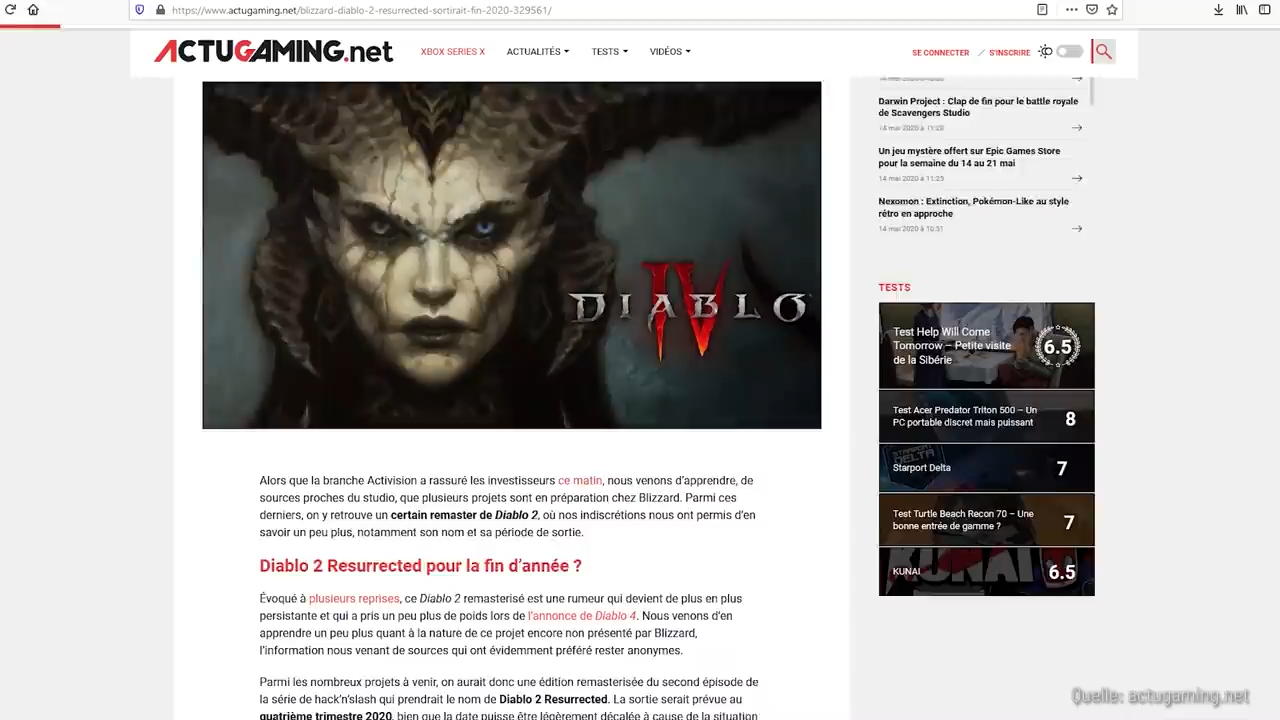 https://www.actugaming.net/blizzard-diablo-2-resurrected-sortirait-fin-2020-329561/
ACTUGAMING.net
XBOX SERIES X
ACTUALITÉS
TESTS
VIDÉOS
SE CONNECTER
S'INSCRIRE
DIABLO
IV
Alors que la branche Activision a rassuré les investisseurs ce matin, nous venons d'apprendre, de
sources proches du studio, que plusieurs projets sont en préparation chez Blizzard. Parmi ces
derniers, on y retrouve un certain remaster de Diablo 2, où nos indiscrétions nous ont permis d'en
savoir un peu plus, notamment son nom et sa période de sortie.
Diablo 2 Resurrected pour la fin d'année ?
Évoqué à plusieurs reprises, ce Diablo 2 remasterisé est une rumeur qui devient de plus en plus
persistante et qui a pris un peu plus de poids lors de l'annonce de Diablo 4. Nous venons d'en
apprendre un peu plus quant à la nature de ce projet encore non présenté par Blizzard,
l'information nous venant de sources qui ont évidemment préféré rester anonymes.
Parmi les nombreux projets à venir, on aurait donc une édition remasterisée du second épisode de
la série de hack'n'slash qui prendrait le nom de Diablo 2 Resurrected. La sortie serait prévue au
quatrième trimestre 2020, bien que la date puisse être légèrement décalée à cause de la situation
Darwin Project : Clap de fin pour le battle royale
de Scavengers Studio
14 mai 2020 à
Un jeu mystère offert sur Epic Games Store
pour la semaine du 14 au 21 mai
14 mai 2020 à
Nexomon : Extinction, Pokémon-Like au style
rétro en approche
14 mai 2020 à
TESTS
Test Help Will Come
Tomorrow – Petite visite
de la Sibérie
6.5
Test Acer Predator Triton 500 – Un
PC portable discret mais puissant
8
Starport Delta
7
Test Turtle Beach Recon 70 – Une
bonne entrée de gamme ?
7
KUNAI
6.5
Quelle: actugaming.net